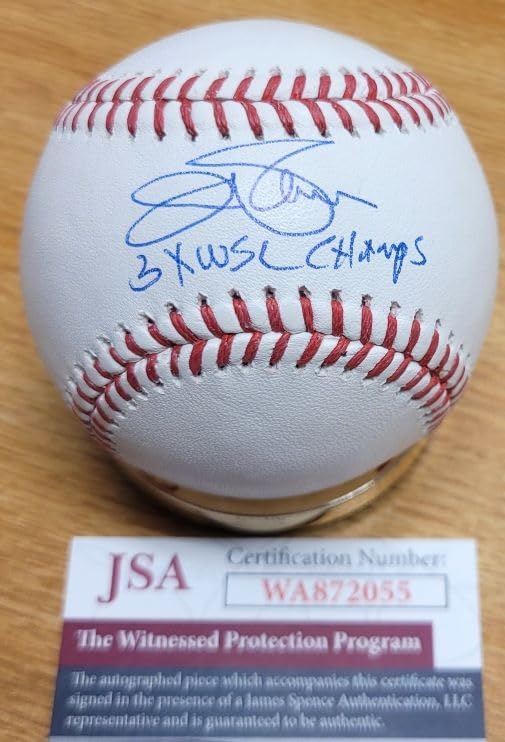 3X WSC CHAMPS
JSA
Certification Number:
WA872055
The Witnessed Protection Program
The autographed piece which accompanies this certificate was
signed in the presence of a James Spence Authentication, LLC
representative and is guaranteed to be authentic.